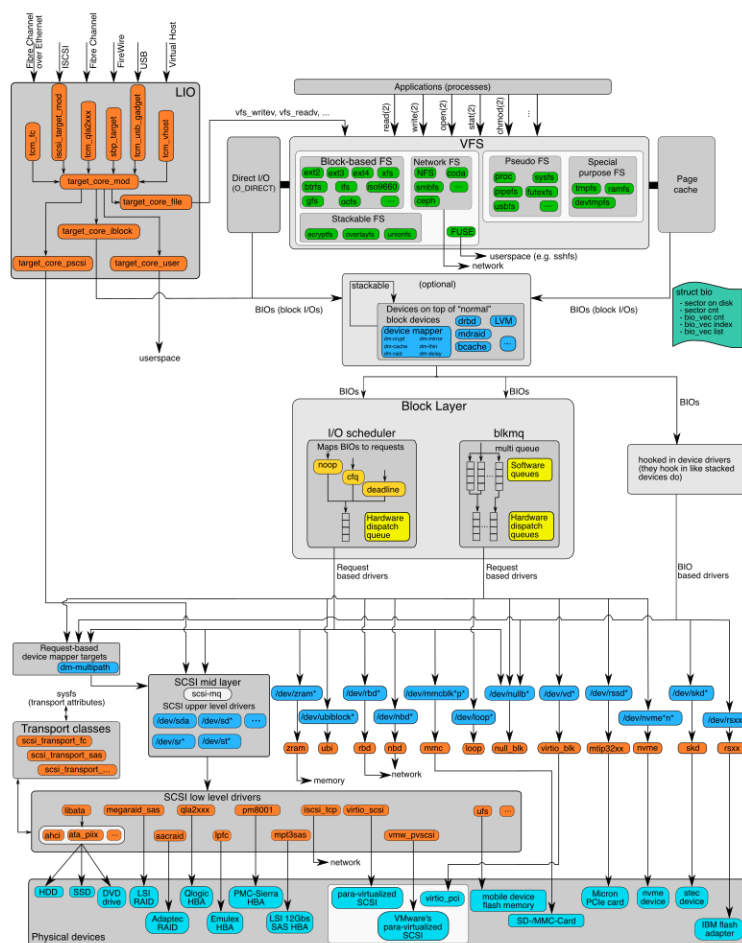 Fibre Channel
over Ethernet
ISCSI
Fibre Channel
FireWire
USB
Virtual Host
LIO
tcm_fc
iscsi_target_mod
tcm_qla2xxx
sbp_target
tcm_usb_gadget
tcm_vhost
target_core_mod
target_core_file
target_core_iblock
target_core_pscsi
target_core_user
vfs_writev, vfs_readv, ...
userspace
Applications (processes)
read(2)
write(2)
open(2)
stat(2)
chmod(2)
...
VFS
Direct I/O
(O_DIRECT)
Block-based FS
ext2
ext3
ext4
xfs
btrfs
ifs
iso9660
gfs
ocfs
...
Network FS
NFS
coda
smbfs
...
ceph
Pseudo FS
proc
sysfs
pipefs
futexfs
usbfs
...
Special
purpose FS
tmpfs
ramfs
devtmpfs
Stackable FS
ecryptfs
overlayfs
unionfs
FUSE
userspace (e.g. sshfs)
network
Page
cache
BIOs (block I/Os)
BIOs (block I/Os)
stackable
(optional)
Devices on top of "normal"
block devices
device mapper
dm-crypt
dm-mirror
dm-cache
dm-thin
dm-raid
dm-delay
drbd
LVM
mdraid
bcache
...
struct bio
- sector on disk
- sector cnt
- bio_vec cnt
- bio_vec index
- bio_vec list
BIOs
BIOs
BIOs
Block Layer
I/O scheduler
Maps BIOs to requests
noop
cfq
deadline
Hardware
dispatch
queue
blkmq
multi queue
Software
queues
Hardware
dispatch
queues
hooked in device drivers
(they hook in like stacked
devices do)
Request
based drivers
Request
based drivers
BIO
based drivers
Request-based
device mapper targets
dm-multipath
sysfs
(transport attributes)
Transport classes
scsi_transport_fc
scsi_transport_sas
scsi_transport_...
SCSI mid layer
scsi-mq
SCSI upper level drivers
/dev/sda
/dev/sd*
...
/dev/sr*
/dev/st*
/dev/zram*
/dev/rbd*
/dev/mmcblk*p*
/dev/nullb*
/dev/vd*
/dev/rssd*
/dev/skd*
/dev/ubiblock*
/dev/nbd*
/dev/loop*
/dev/nvme*n*
/dev/rsxx*
zram
ubi
rbd
nbd
mmc
loop
null_blk
virtio_blk
mtip32xx
nvme
skd
rsxx
memory
network
SCSI low level drivers
libata
megaraid_sas
qla2xxx
pm8001
iscsi_tcp
virtio_scsi
ufs
...
ahci
ata_piix
...
aacraid
lpfc
mpt3sas
vmw_pvscsi
network
HDD
SSD
DVD
drive
LSI
RAID
Adaptec
RAID
Qlogic
HBA
Emulex
HBA
PMC-Sierra
HBA
LSI 12Gbs
SAS HBA
para-virtualized
SCSI
VMware's
para-virtualized
SCSI
virtio_pci
mobile device
flash memory
SD-/MMC-Card
Micron
PCIe card
nvme
device
stec
device
IBM flash
adapter
Physical devices